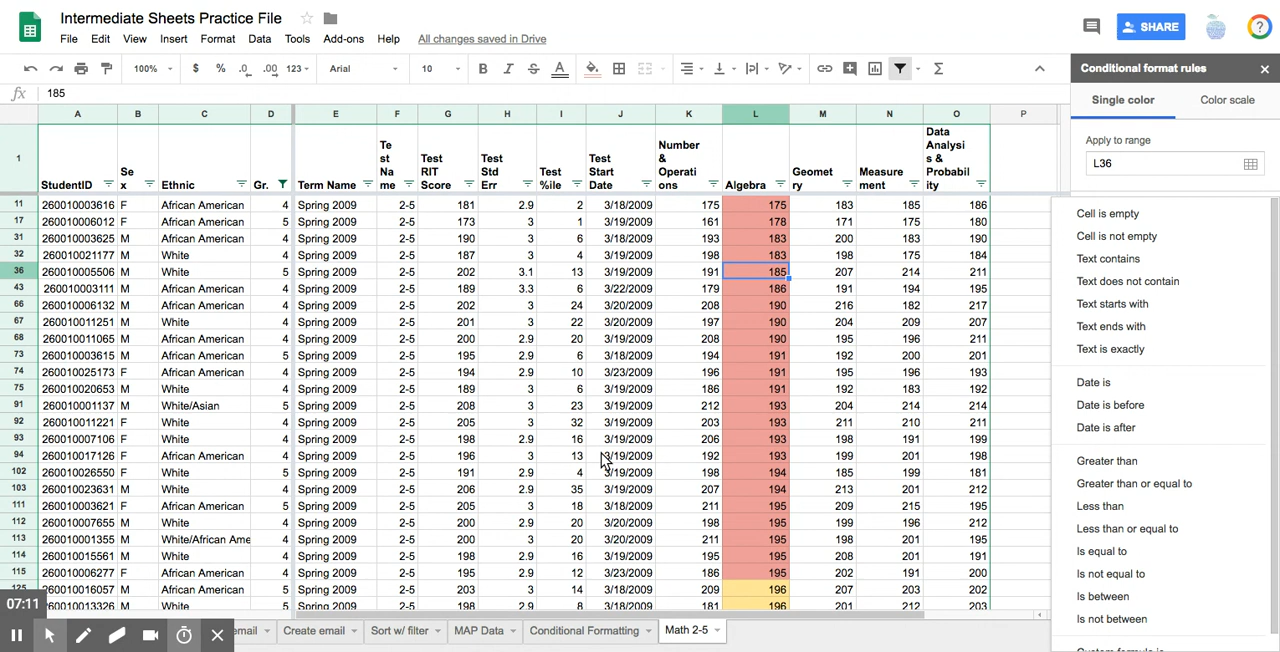 Intermediate Sheets Practice File
File Edit View Insert Format Data Tools Add-ons All changes saved in Drive
SHARE
100% $ % .0 .00 123 Arial 10 B I S A Σ
Conditional format rules
fx 185
Single color Color scale
Apply to range
L36
A B C D E F G H I J K L M N O P
1 StudentID Sex Ethnic Gr. Term Name Test Name Test RIT Score Test Std Err Test %ile Test Start Date Number & Operations Algebra Geometry Measurement Data Analysis & Probability
11 260010003616 F African American 4 Spring 2009 2-5 181 2.9 2 3/18/2009 175 175 183 185 186
17 260010006012 F African American 5 Spring 2009 2-5 173 3 1 3/18/2009 161 178 171 175 180
31 260010003625 M African American 4 Spring 2009 2-5 190 3 6 3/18/2009 193 183 200 183 190
32 260010021177 M White 4 Spring 2009 2-5 187 3 4 3/19/2009 198 183 198 175 184
36 260010005506 M White 5 Spring 2009 2-5 202 3.1 13 3/19/2009 191 185 207 214 211
43 African American 4 Spring 2009 2-5 189 3.3 6 3/22/2009 179 186 191 194 195
66 260010006132 M African American 4 Spring 2009 2-5 202 3 24 3/20/2009 208 190 216 182 217
67 260010011251 M White 4 Spring 2009 2-5 201 3 22 3/20/2009 197 190 204 209 207
68 260010011065 M African American 4 Spring 2009 2-5 200 2.9 20 3/19/2009 208 190 195 196 211
73 260010003615 F African American 5 Spring 2009 2-5 195 2.9 6 3/18/2009 194 191 192 200 201
74 260010025173 F African American 4 Spring 2009 2-5 194 2.9 10 3/23/2009 196 191 195 196 193
75 260010020653 M White 4 Spring 2009 2-5 189 3 6 3/19/2009 186 191 192 183 192
91 260010001137 M White/Asian 5 Spring 2009 2-5 208 3 23 3/19/2009 212 193 204 214 214
92 260010011221 F White 4 Spring 2009 2-5 205 3 32 3/19/2009 203 193 211 210 211
93 260010007106 M White 4 Spring 2009 2-5 198 2.9 16 3/19/2009 206 193 198 191 199
94 260010017126 F African American 4 Spring 2009 2-5 196 3 13 3/19/2009 192 193 199 201 198
102 260010026550 F White 5 Spring 2009 2-5 191 2.9 4 3/19/2009 198 194 185 199 181
103 260010023631 M White 4 Spring 2009 2-5 206 2.9 35 3/19/2009 207 194 213 201 212
111 260010003621 F African American 5 Spring 2009 2-5 205 3 18 3/18/2009 211 195 209 215 195
112 260010007655 M White 4 Spring 2009 2-5 200 2.9 20 3/20/2009 198 195 199 196 212
113 260010001355 M White/African Ame 4 Spring 2009 2-5 200 3 20 3/20/2009 211 195 198 201 195
114 260010015561 M White 4 Spring 2009 2-5 198 2.9 16 3/19/2009 195 195 208 201 191
115 260010006277 F African American 4 Spring 2009 2-5 195 2.9 12 3/23/2009 186 195 202 191 200
125 260010016057 M African American 5 Spring 2009 2-5 203 3 14 3/18/2009 209 196 207 203 202
260010013326 M White 5 Spring 2009 2-5 198 2.9 8 3/19/2009 181 196 201 212 203
Cell is empty
Cell is not empty
Text contains
Text does not contain
Text starts with
Text ends with
Text is exactly
Date is
Date is before
Date is after
Greater than
Greater than or equal to
Less than
Less than or equal to
Is equal to
Is not equal to
Is between
Is not between
Custom formula is
07:11
email Create email Sort w/ filter MAP Data Conditional Formatting Math 2-5